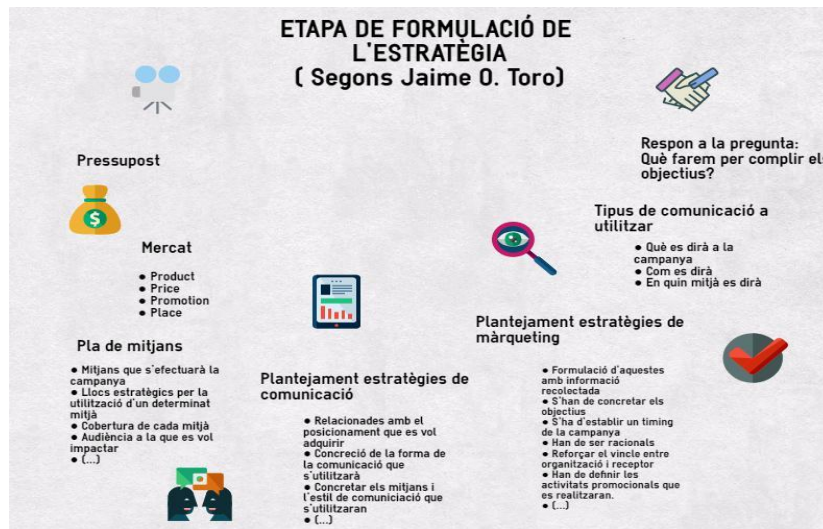 ETAPA DE FORMULACIÓ DE
L'ESTRATÈGIA
( Segons Jaime O. Toro)
Pressupost
Mercat
● Product
● Price
● Promotion
● Place
Pla de mitjans
● Mitjans que s'efectuarà la
campanya
● Llocs estratègics per la
utilització d'un determinat
mitjà
● Cobertura de cada mitjà
● Audiència a la que es vol
impactar
● (...)
Plantejament estratègies de
comunicació
● Relacionades amb el
posicionament que es vol
adquirir
● Concreció de la forma de
la comunicació que
s'utilitzarà
● Concretar els mitjans i
l'estil de comuniciació que
s'utilitzaran
● (...)
Respon a la pregunta:
Què farem per complir els
objectius?
Tipus de comunicació a
utilitzar
● Què es dirà a la
campanya
● Com es dirà
● En quin mitjà es dirà
Plantejament estratègies de
màrqueting
● Formulació d'aquestes
amb informació
recolectada
● S'han de concretar els
objectius
● S'ha d'establir un timing
de la campanya
● Han de ser racionals
● Reforçar el vincle entre
organització i receptor
● Han de definir les
activitats promocionals que
es realitzaran.
● (...)